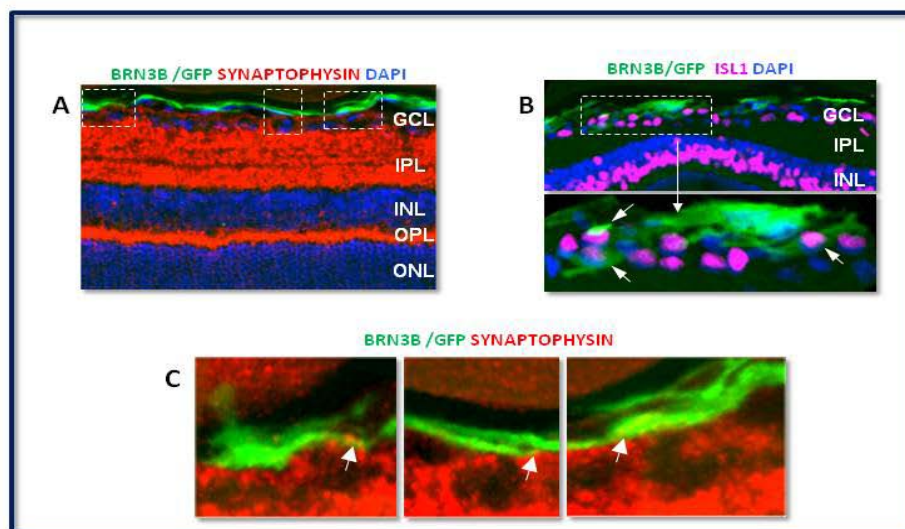 BRN3B /GFP SYNAPTOPHYSIN DAPI
A
GCL
IPL
INL
OPL
ONL
BRN3B/GFP ISL1 DAPI
B
GCL
IPL
INL
BRN3B /GFP SYNAPTOPHYSIN
C